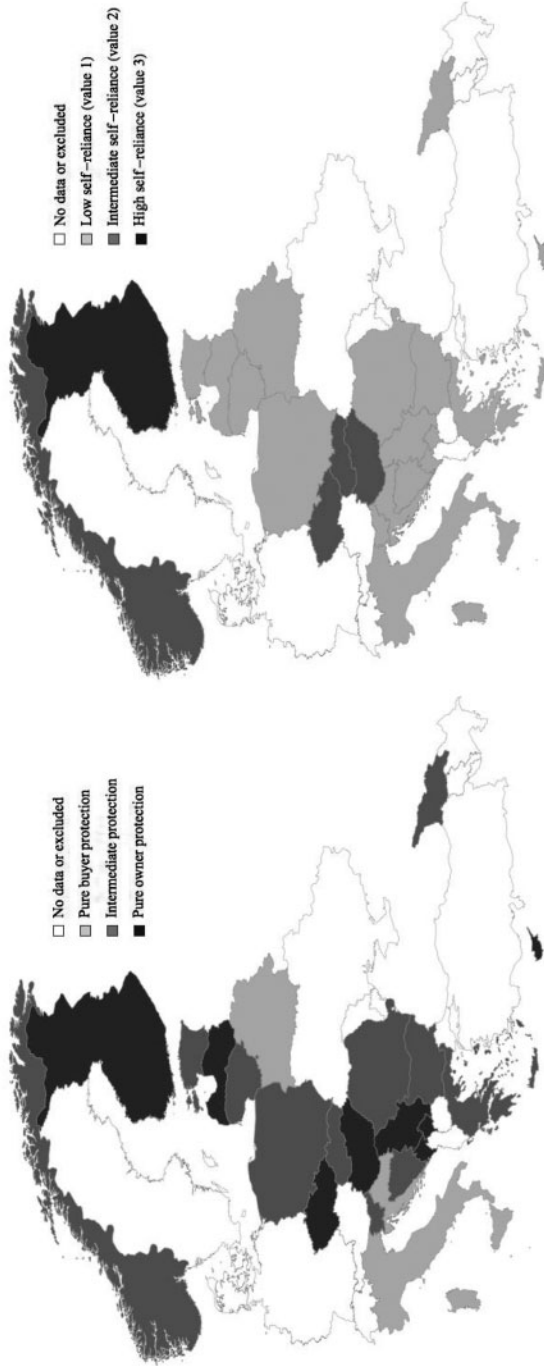 No data or excluded
Pure buyer protection
Intermediate protection
Pure owner protection
No data or excluded
Low self−reliance (value 1)
Intermediate self−reliance (value 2)
High self−reliance (value 3)